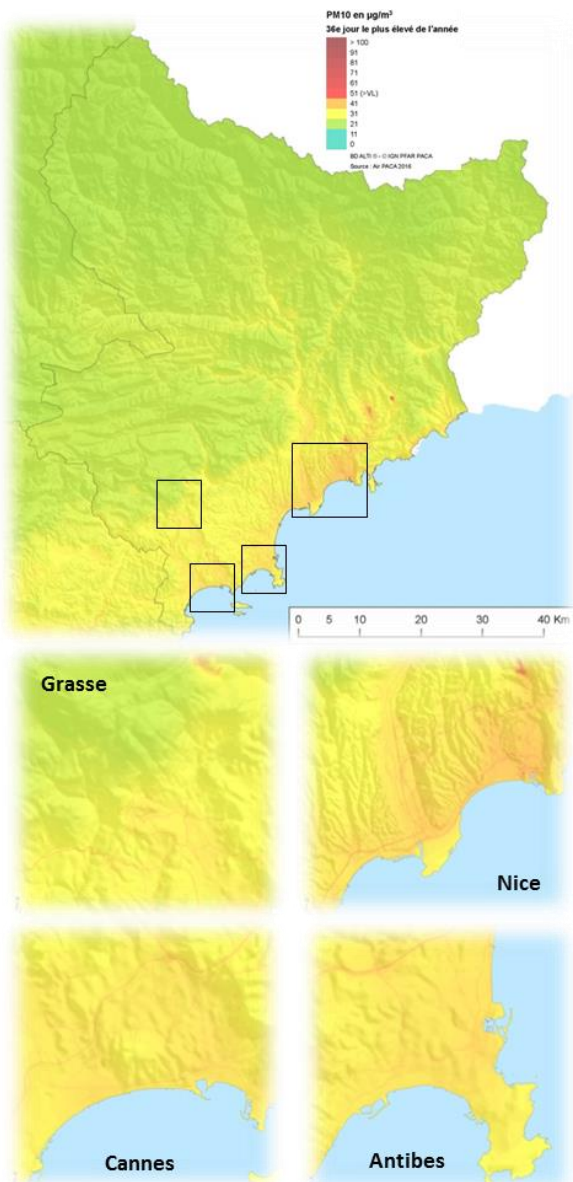 PM10 en µg/m³
36e jour le plus élevé de l'année
> 100
91
81
71
61
51 (>VL)
41
31
21
11
0
BD ALTI ® - © IGN PFAR PACA
Source : Air PACA 2016
0 5 10 20 30 40 Km
Grasse
Nice
Cannes
Antibes